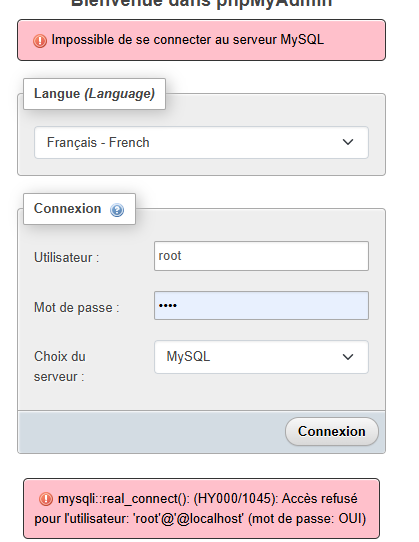 Bienvenue dans phpMyAdmin
Impossible de se connecter au serveur MySQL
Langue (Language)
Français - French
Connexion
Utilisateur :
root
Mot de passe :
••••
Choix du
serveur :
MySQL
Connexion
mysqli::real_connect(): (HY000/1045): Accès refusé
pour l'utilisateur: 'root'@'@localhost' (mot de passe: OUI)